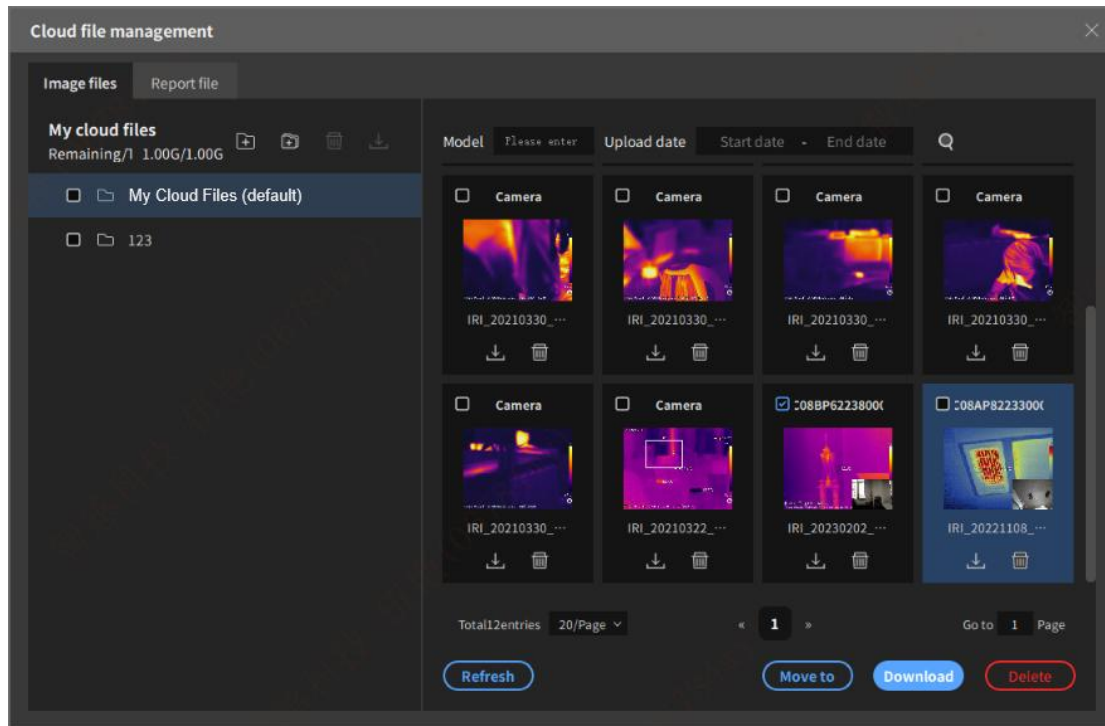 Cloud file management
Image files Report file
My cloud files
Remaining/1 1.00G/1.00G
My Cloud Files (default)
123
Model Please enter Upload date Start date - End date
Camera Camera Camera Camera
IRI_20210330_··· IRI_20210330_··· IRI_20210330_··· IRI_20210330_···
Camera Camera C08BP62238000 C08AP82233000
IRI_20210330_··· IRI_20210322_··· IRI_20230202_··· IRI_20221108_···
Total12entries 20/Page « 1 » Go to 1 Page
Refresh Move to Download Delete